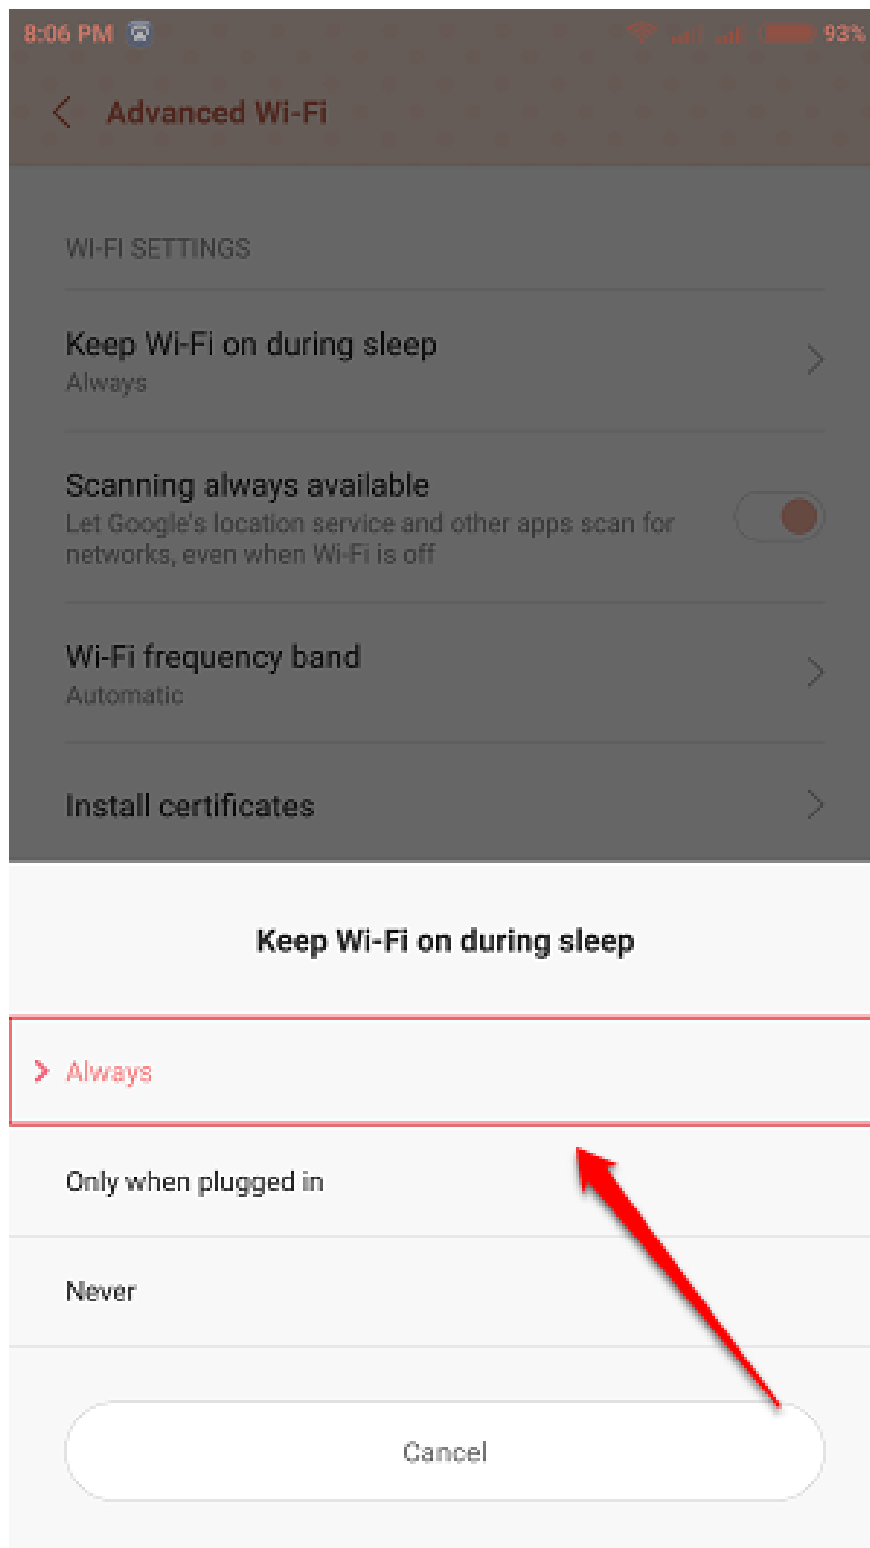 8:06 PM 93%
Advanced Wi-Fi
WI-FI SETTINGS
Keep Wi-Fi on during sleep
Always
Scanning always available
Let Google's location service and other apps scan for
networks, even when Wi-Fi is off
Wi-Fi frequency band
Automatic
Install certificates
Keep Wi-Fi on during sleep
Always
Only when plugged in
Never
Cancel